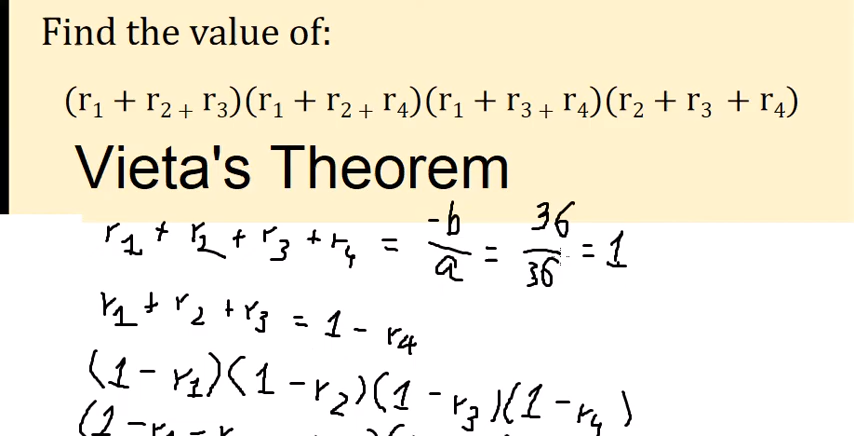 Find the value of:
(r₁ + r₂ + r₃)(r₁ + r₂ + r₄)(r₁ + r₃ + r₄)(r₂ + r₃ + r₄)
Vieta's Theorem
r₁ + r₂ + r₃ + r₄ = -b/a = 36/36 = 1
r₁ + r₂ + r₃ = 1 - r₄
(1 - r₁)(1 - r₂)(1 - r₃)(1 - r₄)
(1 - r₁ - r